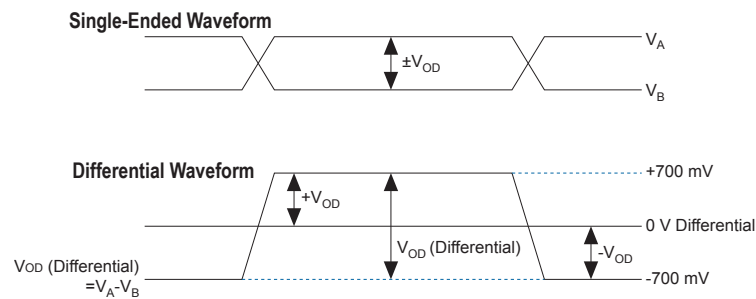 Single-Ended Waveform
V_A
±V_OD
V_B
Differential Waveform
+700 mV
+V_OD
0 V Differential
V_OD (Differential)
-V_OD
V_OD (Differential)
=V_A-V_B
-700 mV